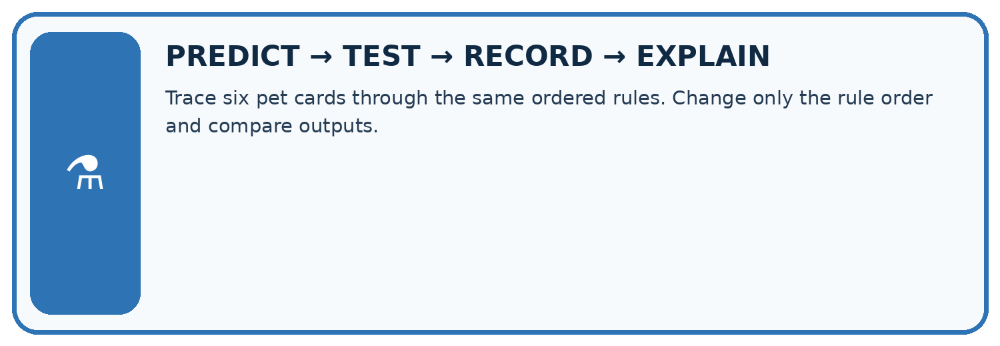 PREDICT → TEST → RECORD → EXPLAIN
Trace six pet cards through the same ordered rules. Change only the rule order
and compare outputs.